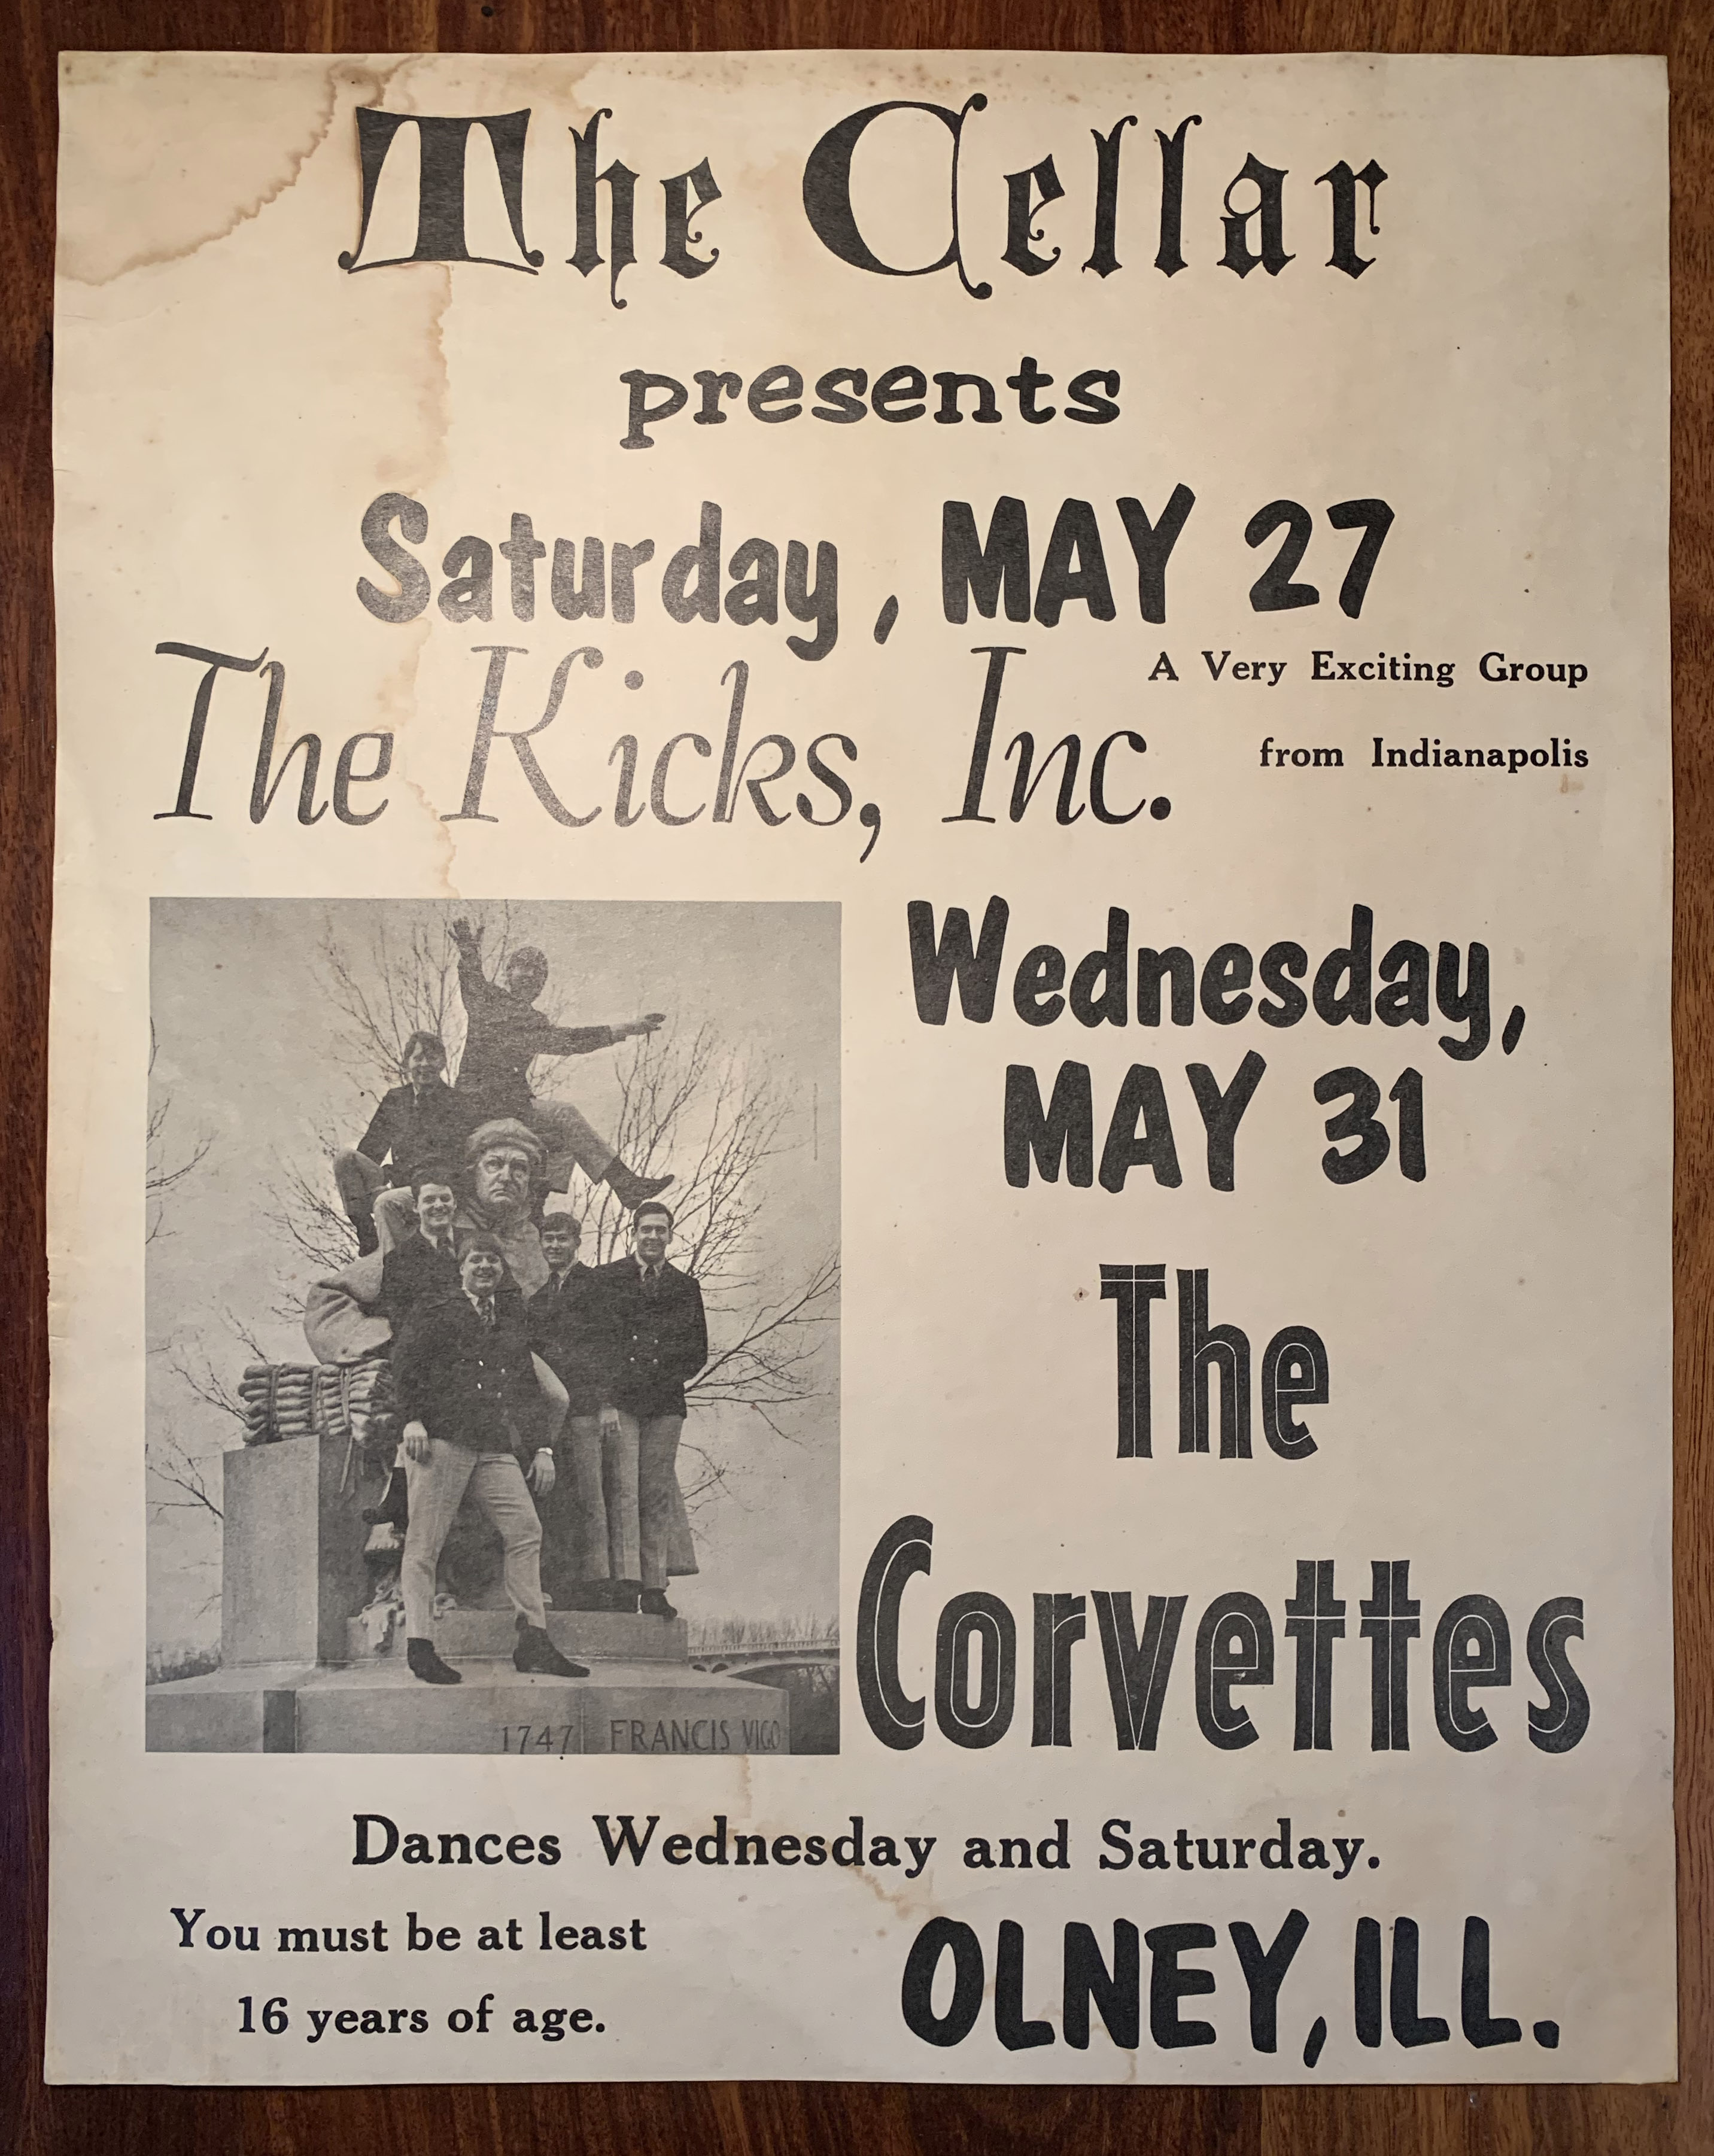 The Cellar
presents
Saturday, MAY 27
The Kicks, Inc.
A Very Exciting Group
from Indianapolis
Wednesday,
MAY 31
The
Corvettes
1747 FRANCIS VIGO
Dances Wednesday and Saturday.
You must be at least
16 years of age.
OLNEY, ILL.